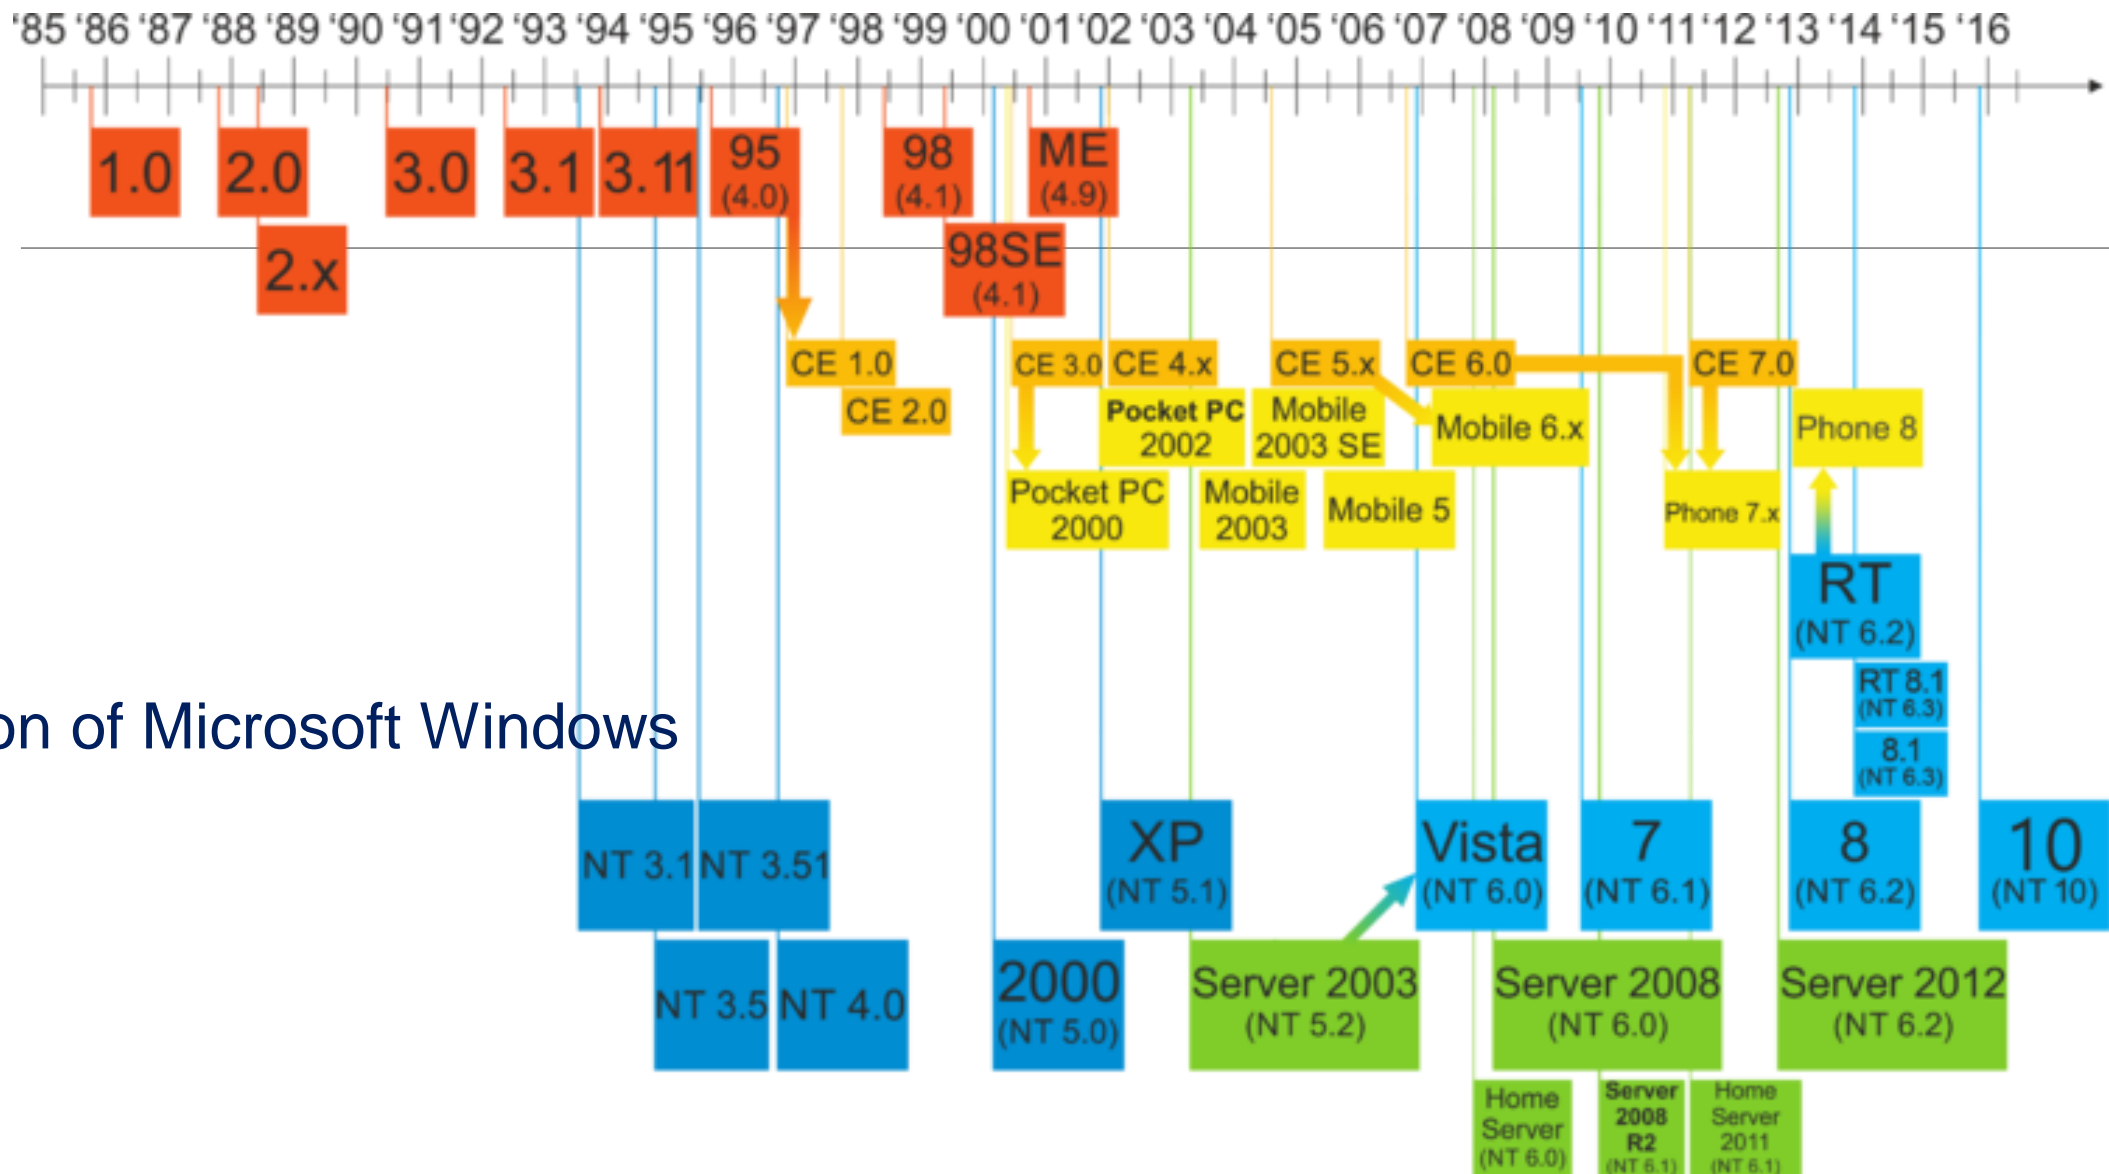 ‘85 ‘86 ‘87 ‘88 ‘89 ‘90 ‘91 ‘92 ‘93 ‘94 ‘95 ‘96 ‘97 ‘98 ‘99 ‘00 ‘01 ‘02 ‘03 ‘04 ‘05 ‘06 ‘07 ‘08 ‘09 ‘10 ‘11 ‘12 ‘13 ‘14 ‘15 ‘16
1.0
2.0
3.0
3.1
3.11
95
(4.0)
98
(4.1)
ME
(4.9)
2.x
98SE
(4.1)
CE 1.0
CE 3.0
CE 4.x
CE 5.x
CE 6.0
CE 7.0
CE 2.0
Pocket PC
2002
Mobile
2003 SE
Mobile 6.x
Phone 8
Pocket PC
2000
Mobile
2003
Mobile 5
Phone 7.x
RT
(NT 6.2)
RT 8.1
(NT 6.3)
on of Microsoft Windows
8.1
(NT 6.3)
NT 3.1
NT 3.51
XP
(NT 5.1)
Vista
(NT 6.0)
7
(NT 6.1)
8
(NT 6.2)
10
(NT 10)
NT 3.5
NT 4.0
2000
(NT 5.0)
Server 2003
(NT 5.2)
Server 2008
(NT 6.0)
Server 2012
(NT 6.2)
Home
Server
(NT 6.0)
Server
2008
R2
(NT 6.1)
Home
Server
2011
(NT 6.1)